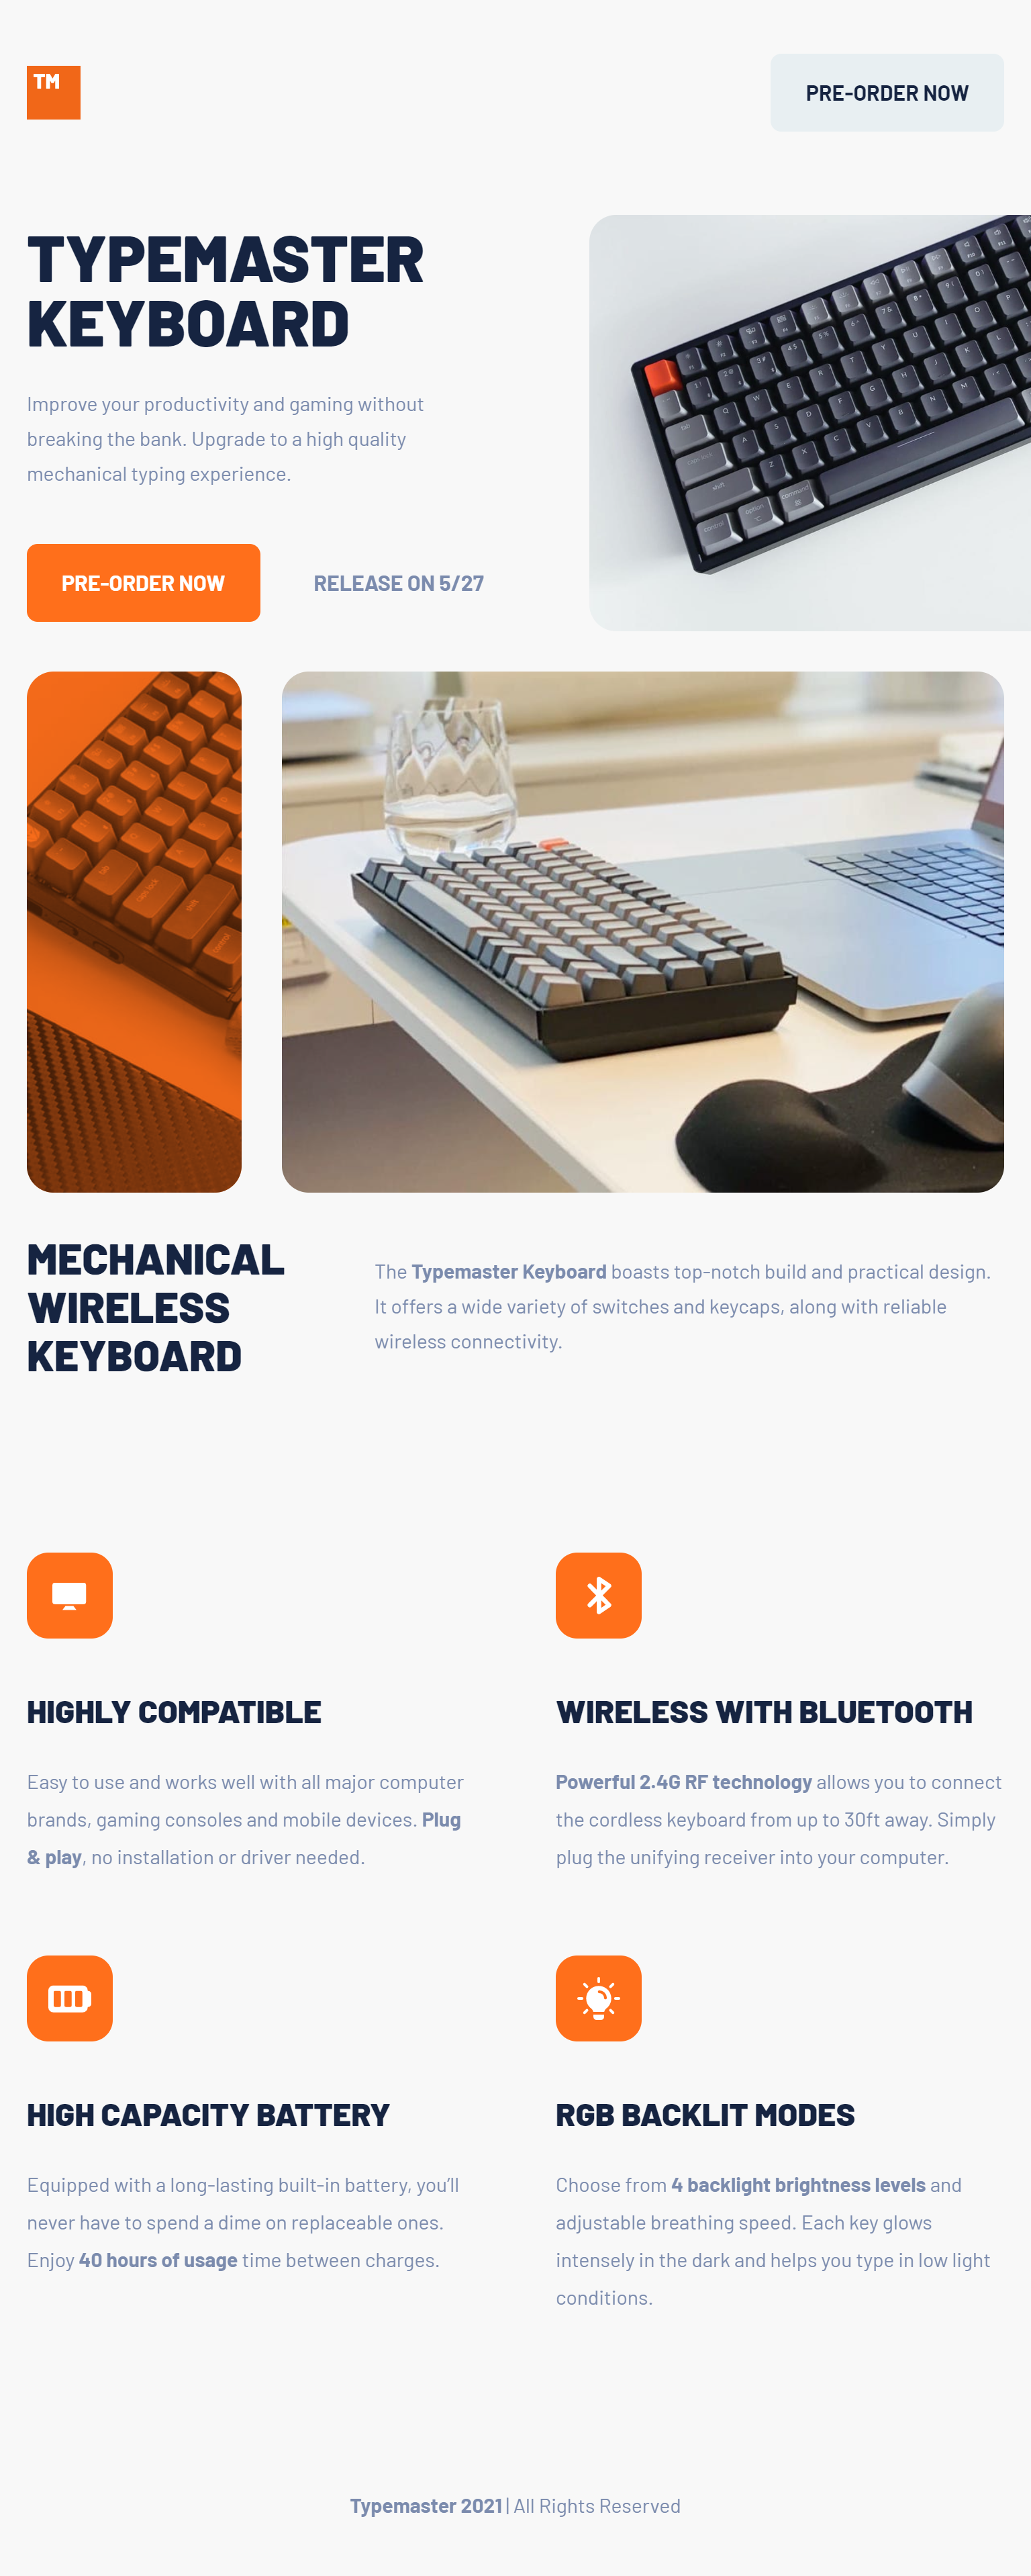 TM
PRE-ORDER NOW
TYPEMASTER
KEYBOARD
Improve your productivity and gaming without
breaking the bank. Upgrade to a high quality
mechanical typing experience.
PRE-ORDER NOW
RELEASE ON 5/27
MECHANICAL
WIRELESS
KEYBOARD
The Typemaster Keyboard boasts top-notch build and practical design.
It offers a wide variety of switches and keycaps, along with reliable
wireless connectivity.
HIGHLY COMPATIBLE
Easy to use and works well with all major computer
brands, gaming consoles and mobile devices. Plug
& play, no installation or driver needed.
WIRELESS WITH BLUETOOTH
Powerful 2.4G RF technology allows you to connect
the cordless keyboard from up to 30ft away. Simply
plug the unifying receiver into your computer.
HIGH CAPACITY BATTERY
Equipped with a long-lasting built-in battery, you’ll
never have to spend a dime on replaceable ones.
Enjoy 40 hours of usage time between charges.
RGB BACKLIT MODES
Choose from 4 backlight brightness levels and
adjustable breathing speed. Each key glows
intensely in the dark and helps you type in low light
conditions.
Typemaster 2021 | All Rights Reserved